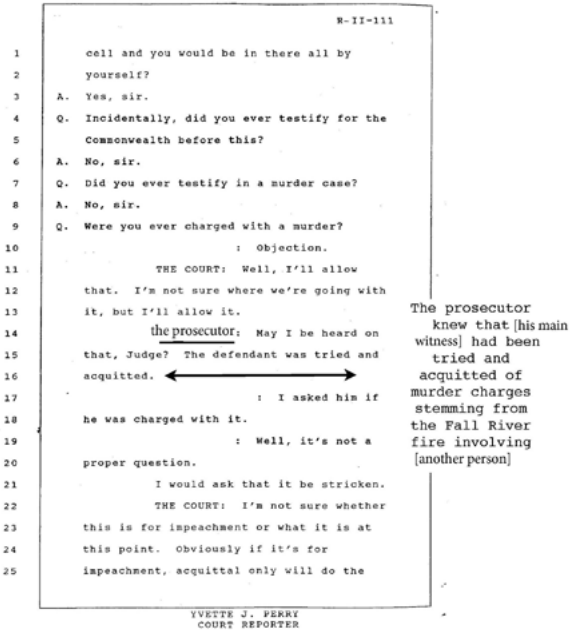 R-II-111
1 cell and you would be in there all by
2 yourself?
3 A. Yes, sir.
4 Q. Incidentally, did you ever testify for the
5 Commonwealth before this?
6 A. No, sir.
7 Q. Did you ever testify in a murder case?
8 A. No, sir.
9 Q. Were you ever charged with a murder?
10 : Objection.
11 THE COURT: Well, I'll allow
12 that. I'm not sure where we're going with
13 it, but I'll allow it.
14 the prosecutor: May I be heard on
15 that, Judge? The defendant was tried and
16 acquitted.
17 : I asked him if
18 he was charged with it.
19 : Well, it's not a
20 proper question.
21 I would ask that it be stricken.
22 THE COURT: I'm not sure whether
23 this is for impeachment or what it is at
24 this point. Obviously if it's for
25 impeachment, acquittal only will do the
YVETTE J. PERRY
COURT REPORTER
The prosecutor
knew that [his main
witness] had been
tried and
acquitted of
murder charges
stemming from
the Fall River
fire involving
[another person]